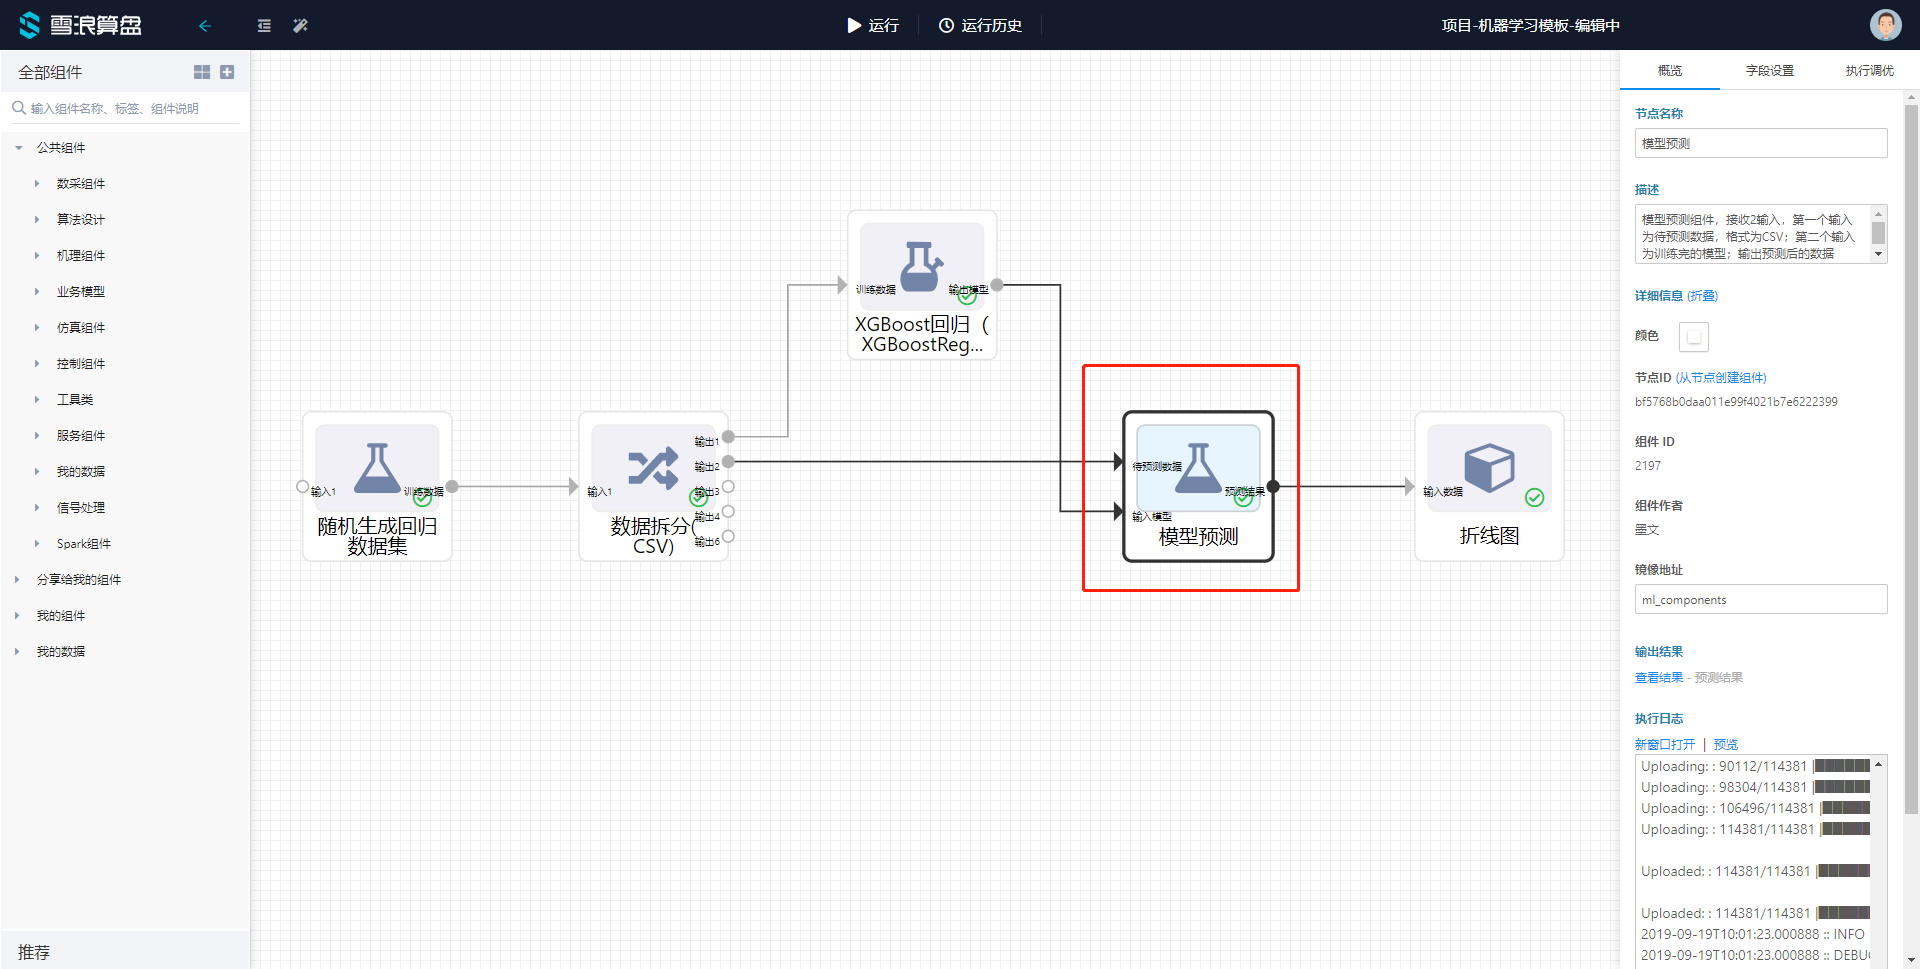 雪浪算盘
运行
运行历史
项目-机器学习模板-编辑中
全部组件
输入组件名称、标签、组件说明
公共组件
数采组件
算法设计
机理组件
业务模型
仿真组件
控制组件
工具类
服务组件
我的数据
信号处理
Spark组件
分享给我的组件
我的组件
我的数据
推荐
训练数据
输出模型
XGBoost回归（
XGBoostReg...
输入1
训练数据
随机生成回归
数据集
输入1
输出1
输出2
输出3
输出4
输出6
数据拆分(
CSV)
待预测数据
预测结果
输入模型
模型预测
输入数据
折线图
概览
字段设置
执行调优
节点名称
模型预测
描述
模型预测组件，接收2输入，第一个输入
为待预测数据，格式为CSV；第二个输入
为训练完的模型；输出预测后的数据
详细信息 (折叠)
颜色
节点ID (从节点创建组件)
bf5768b0daa011e99f4021b7e6222399
组件 ID
2197
组件作者
墨文
镜像地址
ml_components
输出结果
查看结果 - 预测结果
执行日志
新窗口打开 | 预览
Uploading: : 90112/114381 |██████
Uploading: : 98304/114381 |██████
Uploading: : 106496/114381 |█████
Uploading: : 114381/114381 |█████
Uploaded: : 114381/114381 |██████
Uploaded: : 114381/114381 |██████
2019-09-19T10:01:23.000888 :: INFO
2019-09-19T10:01:23.000888 :: DEBU